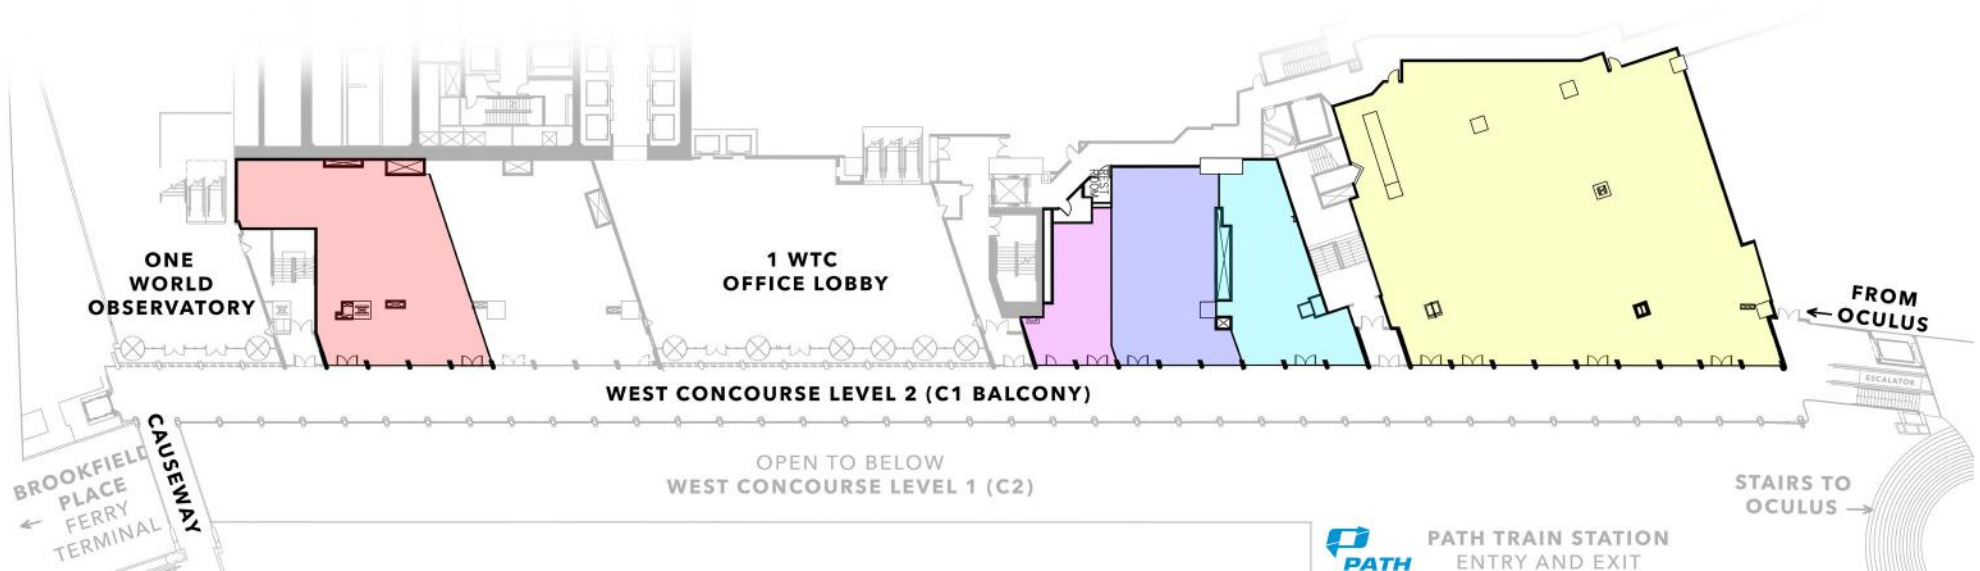 ONE
WORLD
OBSERVATORY
1 WTC
OFFICE LOBBY
REST
ROOM
← FROM
OCULUS
ESCALATOR
WEST CONCOURSE LEVEL 2 (C1 BALCONY)
CAUSEWAY
BROOKFIELD
PLACE
← FERRY
TERMINAL
OPEN TO BELOW
WEST CONCOURSE LEVEL 1 (C2)
STAIRS TO
OCULUS →
PATH
PATH TRAIN STATION
ENTRY AND EXIT